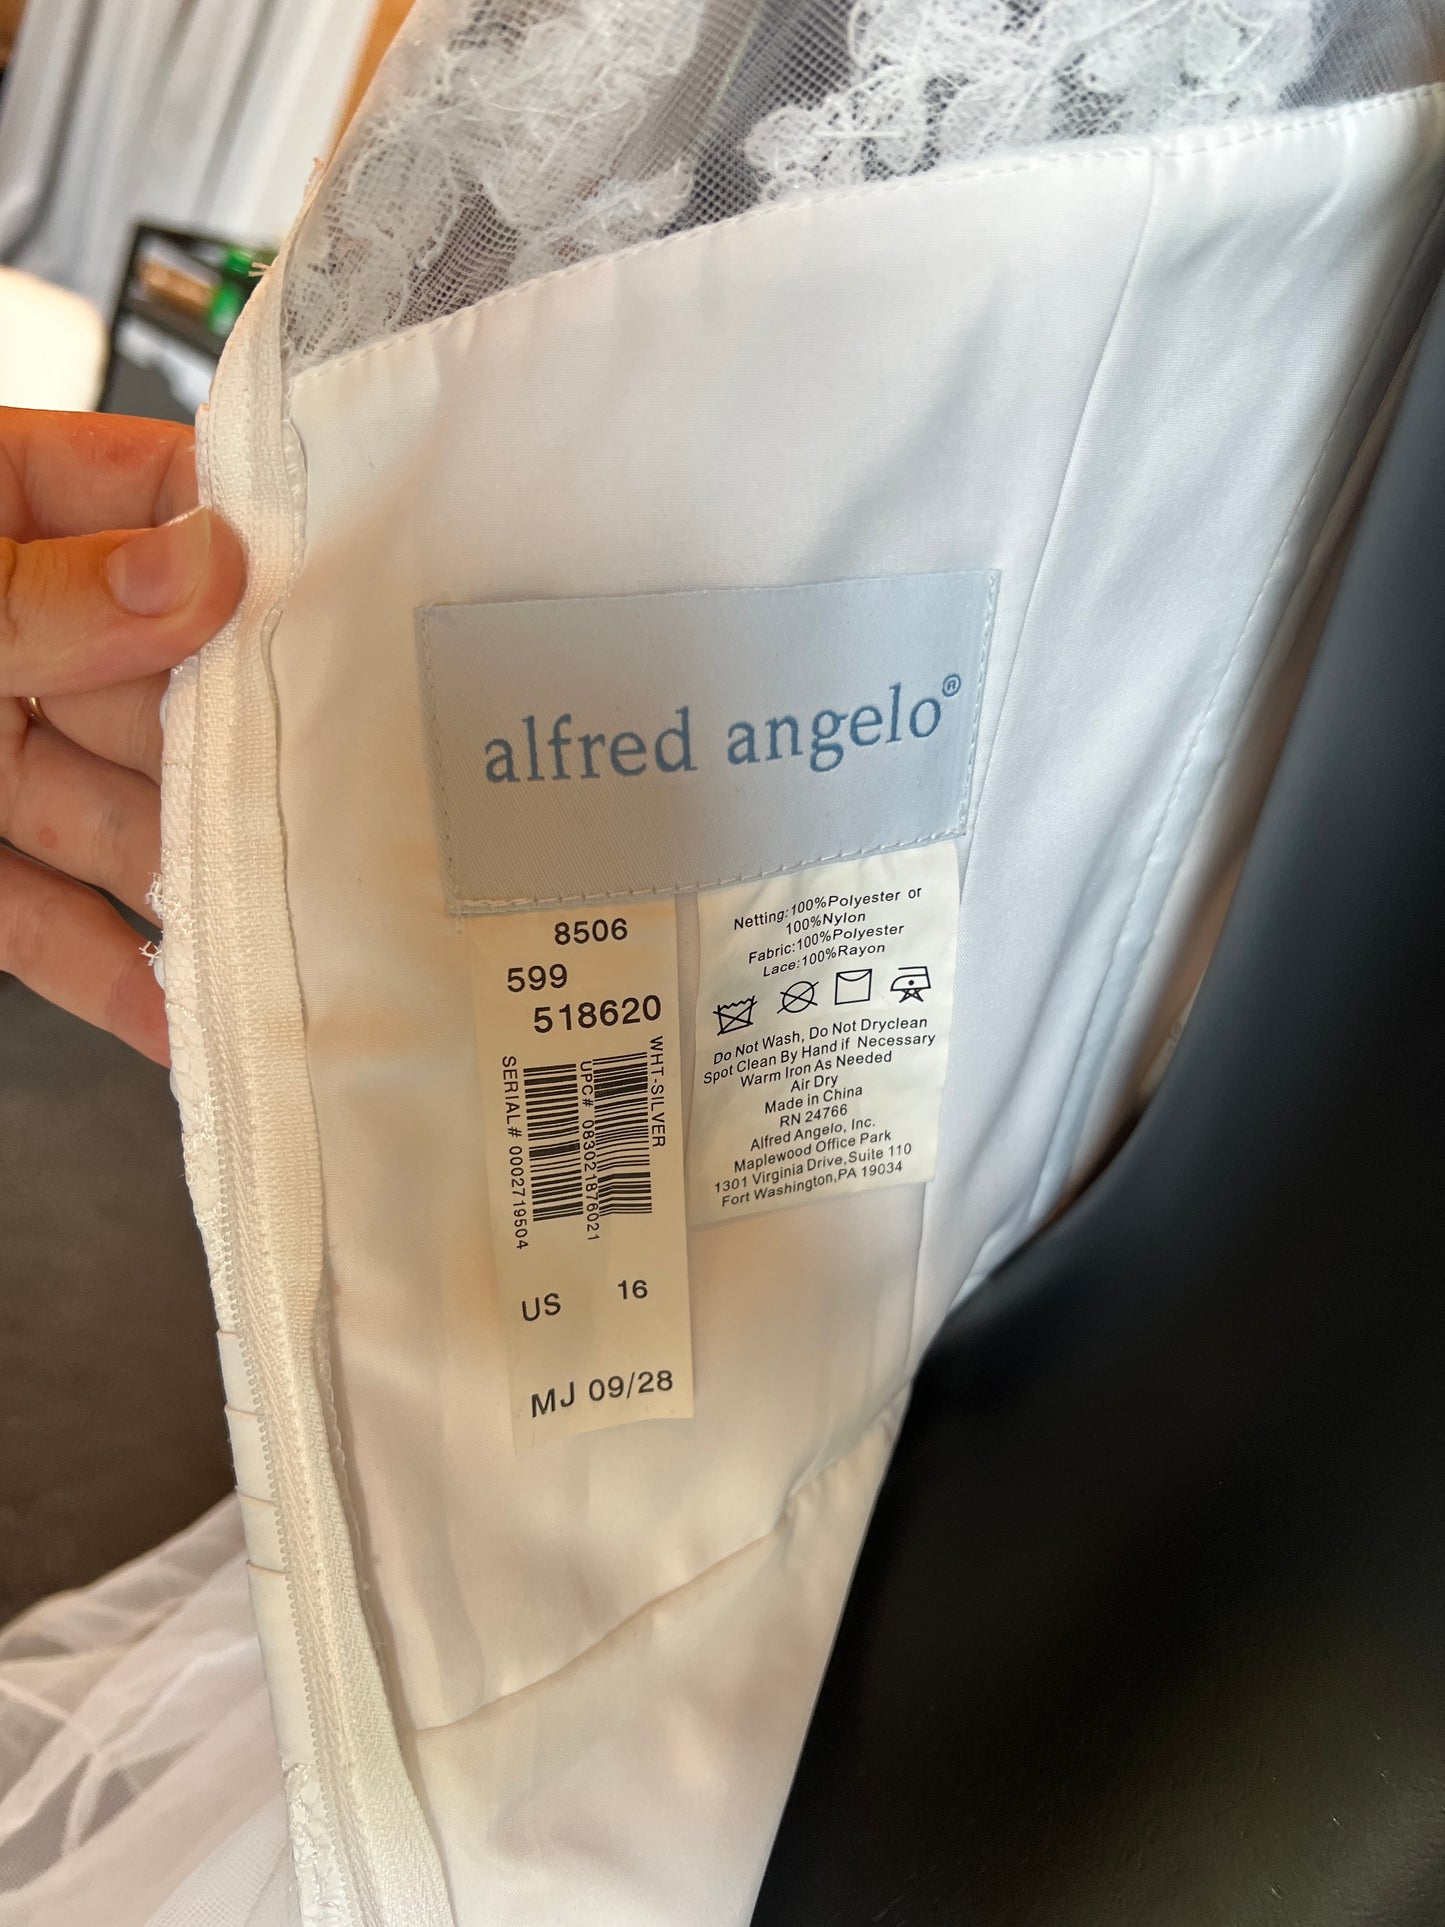 alfred angelo®
8506
599
518620
WHT-SILVER
UPC# 083021876021
SERIAL# 0002719504
US 16
MJ 09/28
Netting:100%Polyester or
100%Nylon
Fabric:100%Polyester
Lace:100%Rayon
Do Not Wash, Do Not Dryclean
Spot Clean By Hand if Necessary
Warm Iron As Needed
Air Dry
Made in China
RN 24766
Alfred Angelo, Inc.
Maplewood Office Park
1301 Virginia Drive,Suite 110
Fort Washington,PA 19034